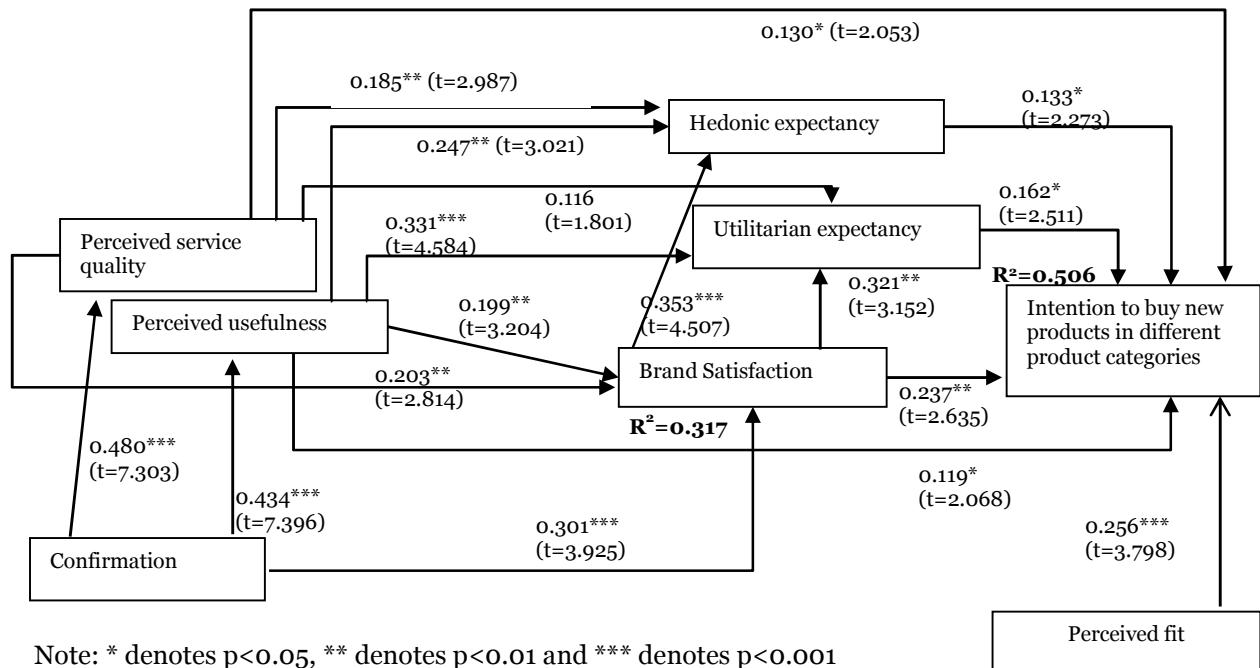 0.130* (t=2.053)
0.185** (t=2.987)
0.133*
(t=2.273)
Hedonic expectancy
0.247** (t=3.021)
0.116
(t=1.801)
0.162*
(t=2.511)
0.331***
(t=4.584)
Utilitarian expectancy
Perceived service
quality
R²=0.506
0.321**
(t=3.152)
0.199**
(t=3.204)
0.353***
(t=4.507)
Perceived usefulness
Intention to buy new
products in different
product categories
Brand Satisfaction
0.203**
(t=2.814)
0.237**
(t=2.635)
R²=0.317
0.480***
(t=7.303)
0.119*
(t=2.068)
0.434***
(t=7.396)
0.301***
(t=3.925)
0.256***
(t=3.798)
Confirmation
Perceived fit
Note: * denotes p<0.05, ** denotes p<0.01 and *** denotes p<0.001